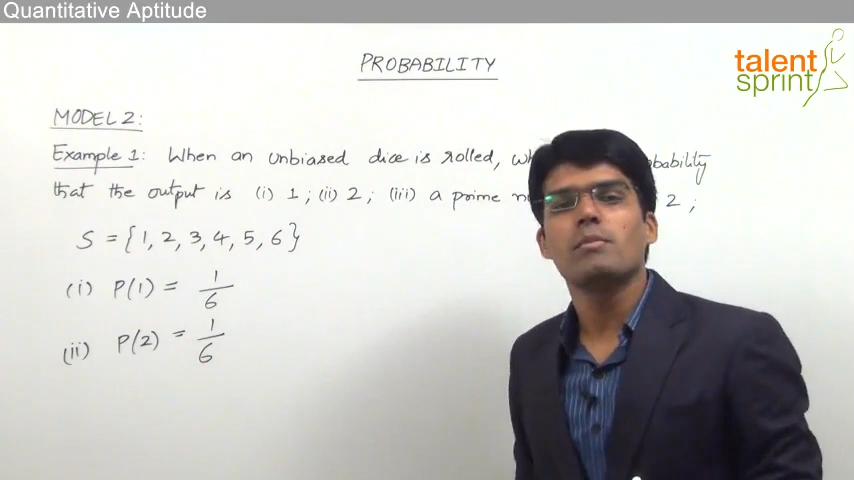 Quantitative Aptitude
talent
sprint
PROBABILITY
MODEL 2:
Example 1: When an unbiased dice is rolled,
that the output is (i) 1 ; (ii) 2 ; (iii) a prime 2 ;
S = {1, 2, 3, 4, 5, 6}
(i) P(1) = 1/6
(ii) P(2) = 1/6